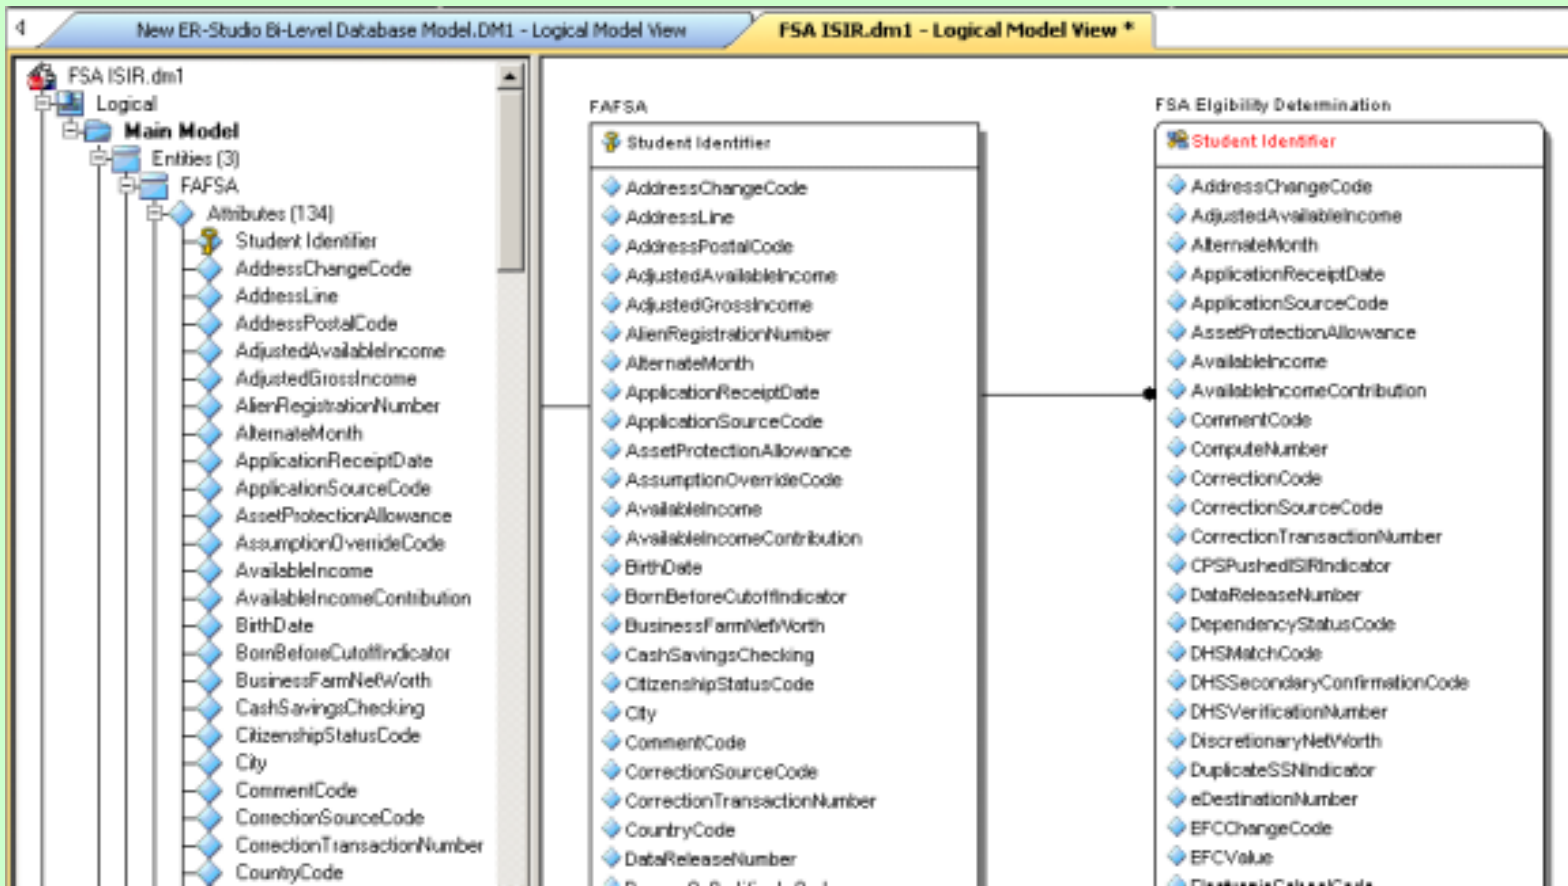 New ER-Studio Bi-Level Database Model.DM1 - Logical Model View
FSA ISIR.dm1 - Logical Model View *
FSA ISIR.dm1
Logical
Main Model
Entities (3)
FAFSA
Attributes (134)
Student Identifier
AddressChangeCode
AddressLine
AddressPostalCode
AdjustedAvailableIncome
AdjustedGrossIncome
AlienRegistrationNumber
AlternateMonth
ApplicationReceiptDate
ApplicationSourceCode
AssetProtectionAllowance
AssumptionOverrideCode
AvailableIncome
AvailableIncomeContribution
BirthDate
BornBeforeCutoffIndicator
BusinessFarmNetWorth
CashSavingsChecking
CitizenshipStatusCode
City
CommentCode
CorrectionSourceCode
CorrectionTransactionNumber
CountryCode
FAFSA
Student Identifier
AddressChangeCode
AddressLine
AddressPostalCode
AdjustedAvailableIncome
AdjustedGrossIncome
AlienRegistrationNumber
AlternateMonth
ApplicationReceiptDate
ApplicationSourceCode
AssetProtectionAllowance
AssumptionOverrideCode
AvailableIncome
AvailableIncomeContribution
BirthDate
BornBeforeCutoffIndicator
BusinessFarmNetWorth
CashSavingsChecking
CitizenshipStatusCode
City
CommentCode
CorrectionSourceCode
CorrectionTransactionNumber
CountryCode
DataReleaseNumber
FSA Elgibility Determination
Student Identifier
AddressChangeCode
AdjustedAvailableIncome
AlternateMonth
ApplicationReceiptDate
ApplicationSourceCode
AssetProtectionAllowance
AvailableIncome
AvailableIncomeContribution
CommentCode
ComputeNumber
CorrectionCode
CorrectionSourceCode
CorrectionTransactionNumber
CPSPushedISIRIndicator
DataReleaseNumber
DependencyStatusCode
DHSMatchCode
DHSSecondaryConfirmationCode
DHSVerificationNumber
DiscretionaryNetWorth
DuplicateSSNIndicator
eDestinationNumber
EFCChangeCode
EFCValue